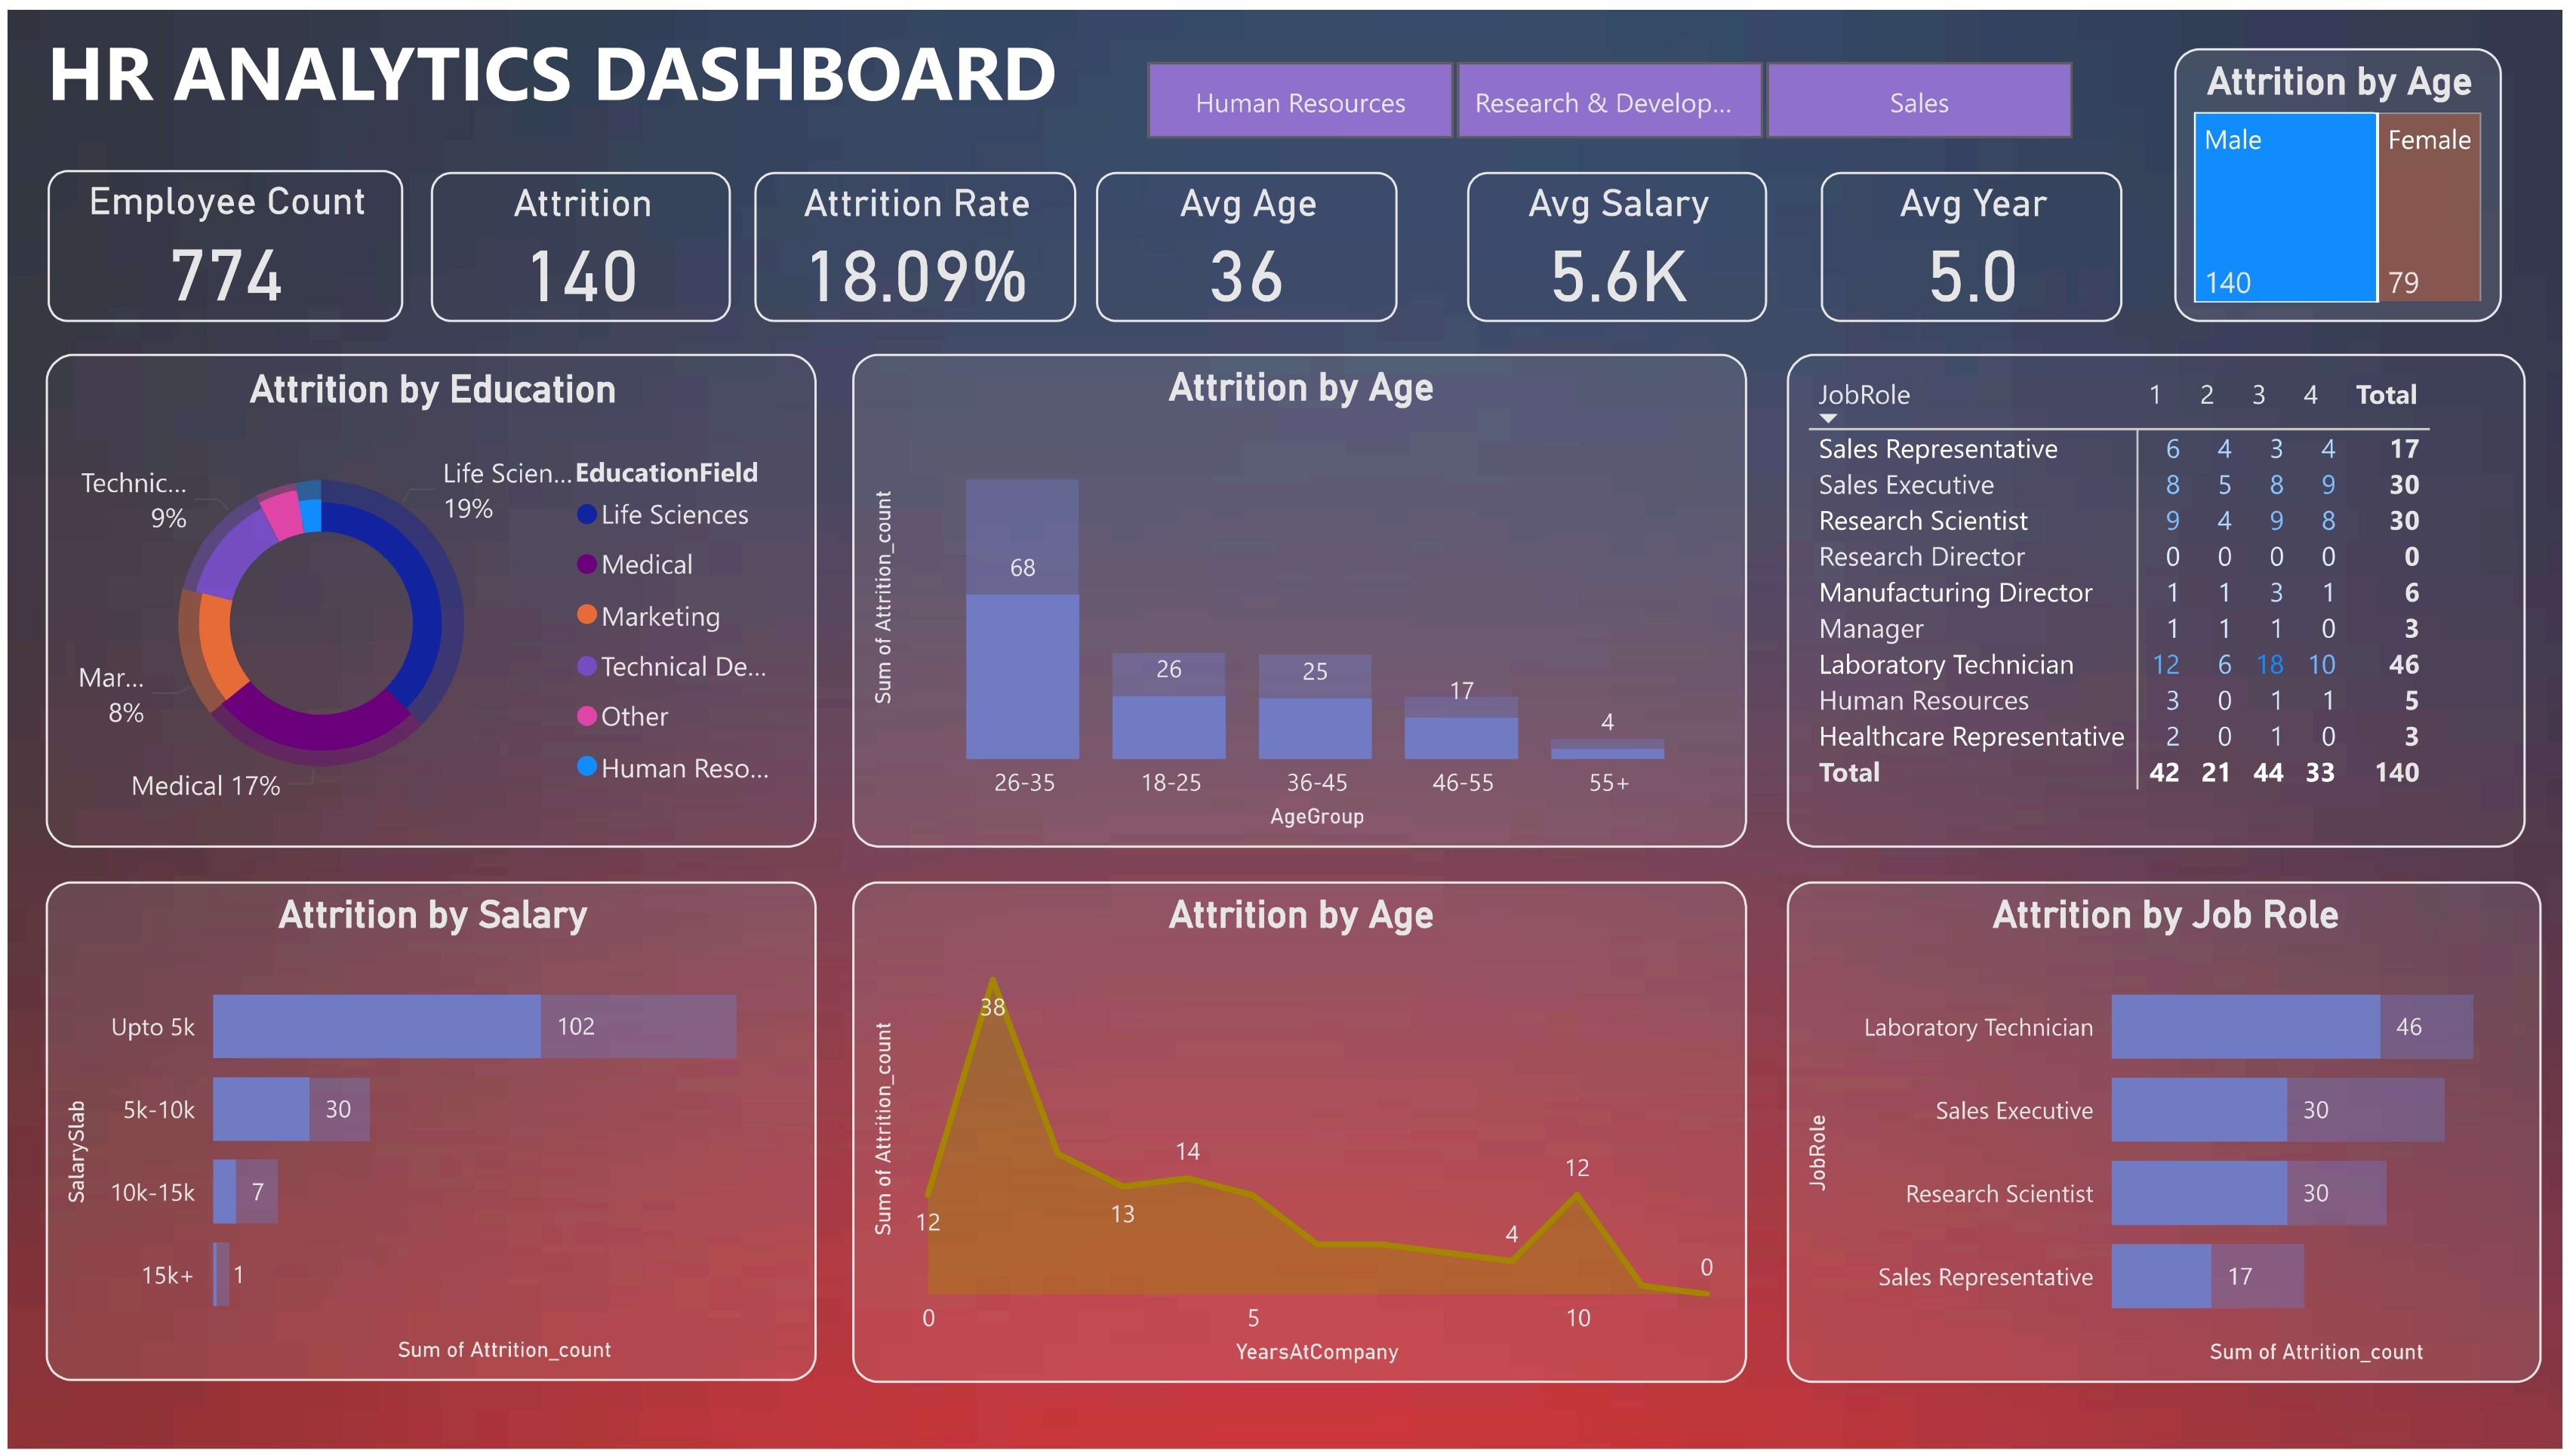 HR ANALYTICS DASHBOARD
Human Resources
Research & Develop...
Sales
Attrition by Age
Male
Female
140
79
Employee Count
774
Attrition
140
Attrition Rate
18.09%
Avg Age
36
Avg Salary
5.6K
Avg Year
5.0
Attrition by Education
Technic...
9%
Life Scien...
19%
Mar...
8%
Medical 17%
EducationField
Life Sciences
Medical
Marketing
Technical De...
Other
Human Reso...
Attrition by Age
Sum of Attrition_count
68
26
25
17
4
26-35
18-25
36-45
46-55
55+
AgeGroup
JobRole 1 2 3 4 Total
Sales Representative 6 4 3 4 17
Sales Executive 8 5 8 9 30
Research Scientist 9 4 9 8 30
Research Director 0 0 0 0 0
Manufacturing Director 1 1 3 1 6
Manager 1 1 1 0 3
Laboratory Technician 12 6 18 10 46
Human Resources 3 0 1 1 5
Healthcare Representative 2 0 1 0 3
Total 42 21 44 33 140
Attrition by Salary
SalarySlab
Upto 5k 102
5k-10k 30
10k-15k 7
15k+ 1
Sum of Attrition_count
Attrition by Age
Sum of Attrition_count
12
38
13
14
4
12
0
0 5 10
YearsAtCompany
Attrition by Job Role
JobRole
Laboratory Technician 46
Sales Executive 30
Research Scientist 30
Sales Representative 17
Sum of Attrition_count